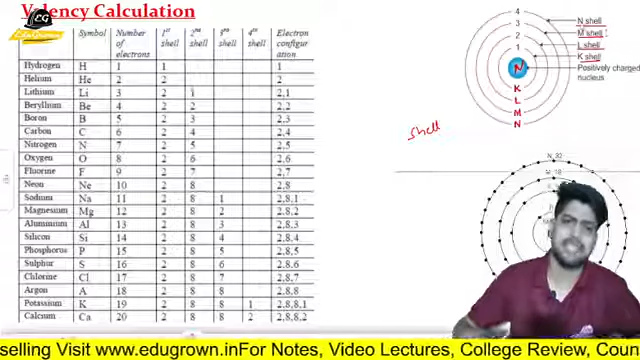 Valency Calculation
EG
EduGrown
Symbol Number of electrons 1st shell 2nd shell 3rd shell 4th shell Electron configur- ation
Hydrogen H 1 1 1
Helium He 2 2 2
Lithium Li 3 2 1 2,1
Beryllium Be 4 2 2 2,2
Boron B 5 2 3 2,3
Carbon C 6 2 4 2,4
Nitrogen N 7 2 5 2,5
Oxygen O 8 2 6 2,6
Fluorine F 9 2 7 2,7
Neon Ne 10 2 8 2,8
Sodium Na 11 2 8 1 2,8,1
Magnesium Mg 12 2 8 2 2,8,2
Aluminium Al 13 2 8 3 2,8,3
Silicon Si 14 2 8 4 2,8,4
Phosphorus P 15 2 8 5 2,8,5
Sulphur S 16 2 8 6 2,8,6
Chlorine Cl 17 2 8 7 2,8,7
Argon A 18 2 8 8 2,8,8
Potassium K 19 2 8 8 1 2,8,8,1
Calcium Ca 20 2 8 8 2 2,8,8,2
4
3
2
1
N shell
M shell
L shell
K shell
Positively charged
nucleus
N
K
L
M
N
shell
N, 32
M, 18
selling Visit www.edugrown.in For Notes, Video Lectures, College Review, Coun